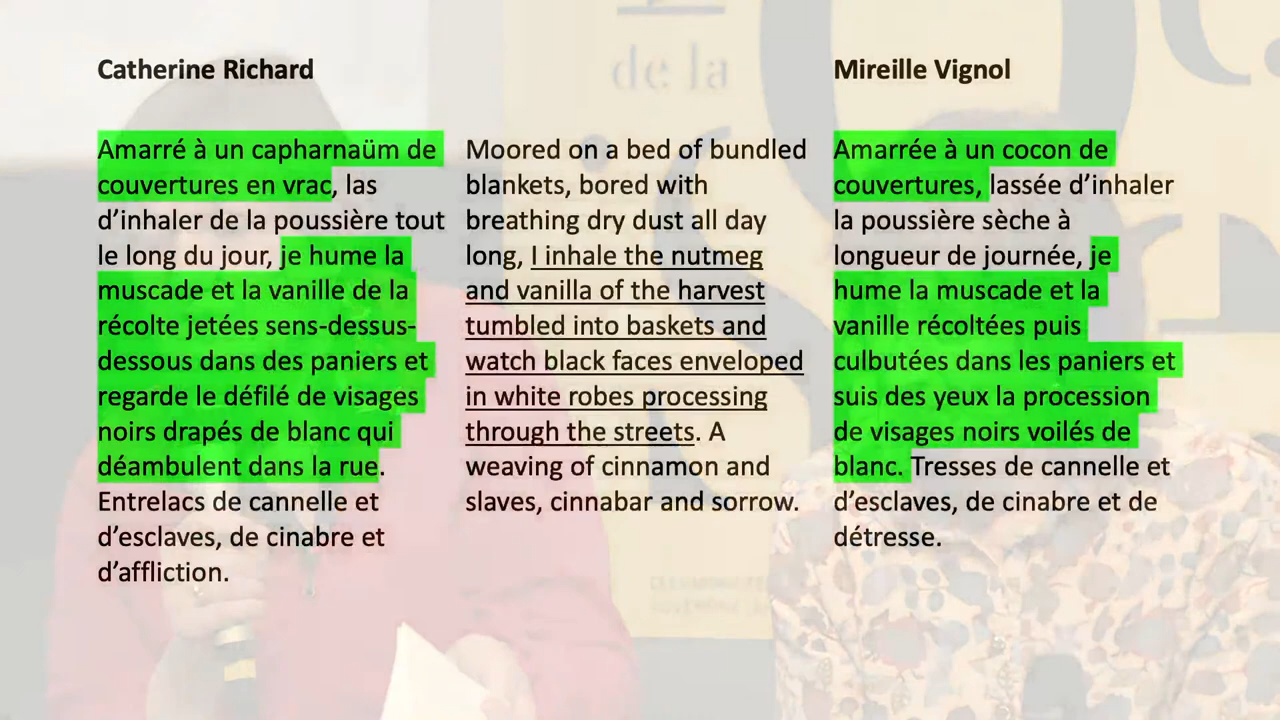 Catherine Richard
Amarré à un capharnaüm de
couvertures en vrac, las
d’inhaler de la poussière tout
le long du jour, je hume la
muscade et la vanille de la
récolte jetées sens-dessus-
dessous dans des paniers et
regarde le défilé de visages
noirs drapés de blanc qui
déambulent dans la rue.
Entrelacs de cannelle et
d’esclaves, de cinabre et
d’affliction.
Moored on a bed of bundled
blankets, bored with
breathing dry dust all day
long, I inhale the nutmeg
and vanilla of the harvest
tumbled into baskets and
watch black faces enveloped
in white robes processing
through the streets. A
weaving of cinnamon and
slaves, cinnabar and sorrow.
Mireille Vignol
Amarrée à un cocon de
couvertures, lassée d’inhaler
la poussière sèche à
longueur de journée, je
hume la muscade et la
vanille récoltées puis
culbutées dans les paniers et
suis des yeux la procession
de visages noirs voilés de
blanc. Tresses de cannelle et
d’esclaves, de cinabre et de
détresse.
de la